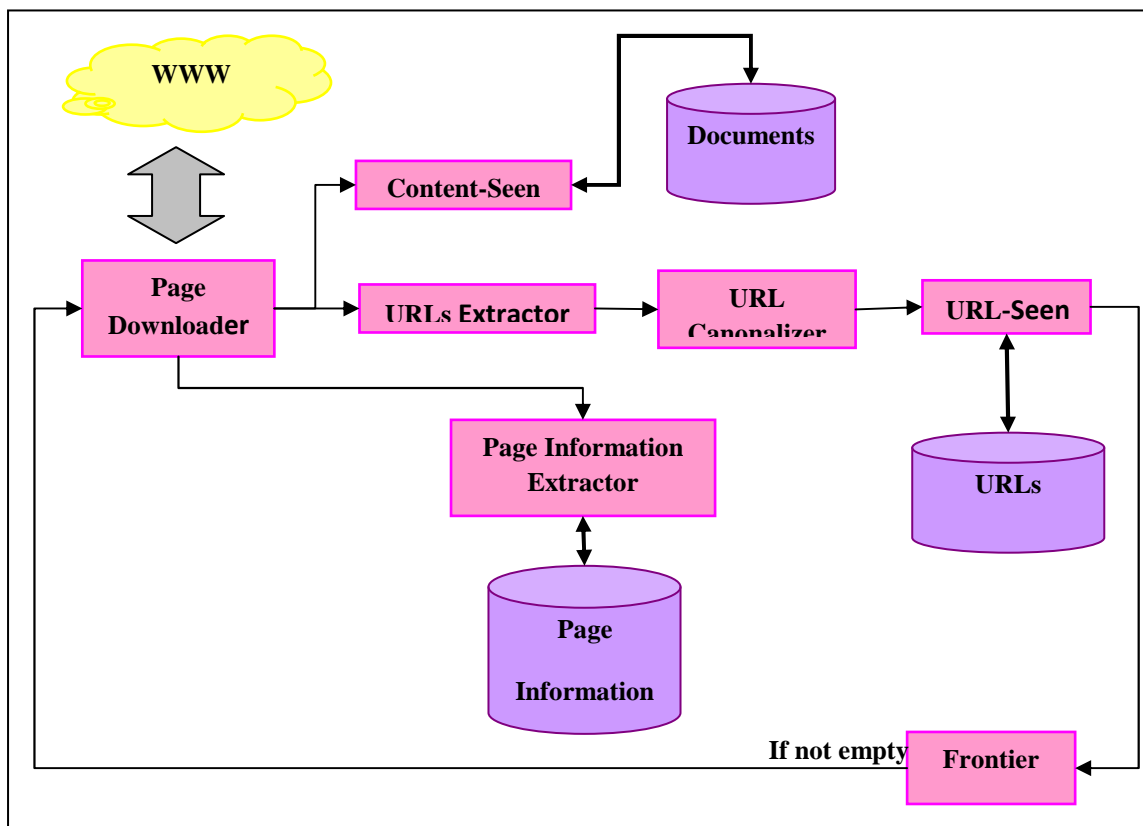 WWW
Documents
Content-Seen
Page
Downloader
URLs Extractor
URL
Canonalizer
URL-Seen
Page Information
Extractor
URLs
Page
Information
If not empty
Frontier